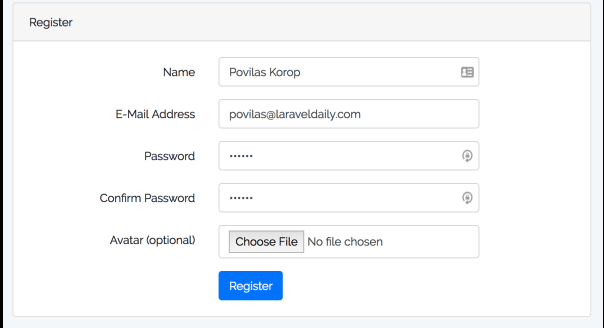 Register
Name Povilas Korop
E-Mail Address povilas@laraveldaily.com
Password ••••••
Confirm Password ••••••
Avatar (optional) Choose File No file chosen
Register